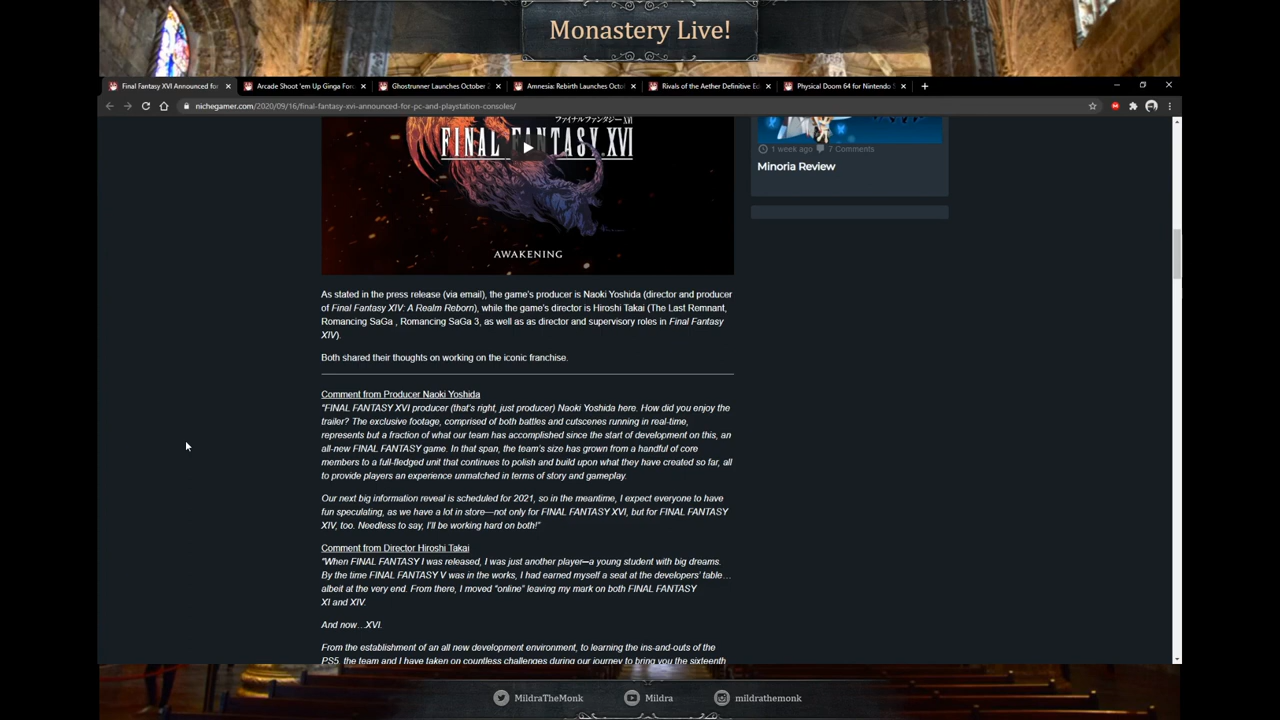 Monastery Live!
Final Fantasy XVI Announced for
Arcade Shoot 'em Up Ginga Forc
Ghostrunner Launches October 2
Amnesia: Rebirth Launches Octo
Rivals of the Aether Definitive Ed
Physical Doom 64 for Nintendo S
nichegamer.com/2020/09/16/final-fantasy-xvi-announced-for-pc-and-playstation-consoles/
ファイナルファンタジーXVI
FINAL FANTASY XVI
AWAKENING
1 week ago 7 Comments
Minoria Review
As stated in the press release (via email), the game's producer is Naoki Yoshida (director and producer
of Final Fantasy XIV: A Realm Reborn), while the game's director is Hiroshi Takai (The Last Remnant,
Romancing SaGa , Romancing SaGa 3, as well as as director and supervisory roles in Final Fantasy
XIV).
Both shared their thoughts on working on the iconic franchise.
Comment from Producer Naoki Yoshida
"FINAL FANTASY XVI producer (that's right, just producer) Naoki Yoshida here. How did you enjoy the
trailer? The exclusive footage, comprised of both battles and cutscenes running in real-time,
represents but a fraction of what our team has accomplished since the start of development on this, an
all-new FINAL FANTASY game. In that span, the team's size has grown from a handful of core
members to a full-fledged unit that continues to polish and build upon what they have created so far, all
to provide players an experience unmatched in terms of story and gameplay.
Our next big information reveal is scheduled for 2021, so in the meantime, I expect everyone to have
fun speculating, as we have a lot in store—not only for FINAL FANTASY XVI, but for FINAL FANTASY
XIV, too. Needless to say, I'll be working hard on both!"
Comment from Director Hiroshi Takai
"When FINAL FANTASY I was released, I was just another player—a young student with big dreams.
By the time FINAL FANTASY V was in the works, I had earned myself a seat at the developers' table…
albeit at the very end. From there, I moved "online" leaving my mark on both FINAL FANTASY
XI and XIV.
And now…XVI.
From the establishment of an all new development environment, to learning the ins-and-outs of the
PS5, the team and I have taken on countless challenges during our journey to bring you the sixteenth
MildraTheMonk
Mildra
mildrathemonk